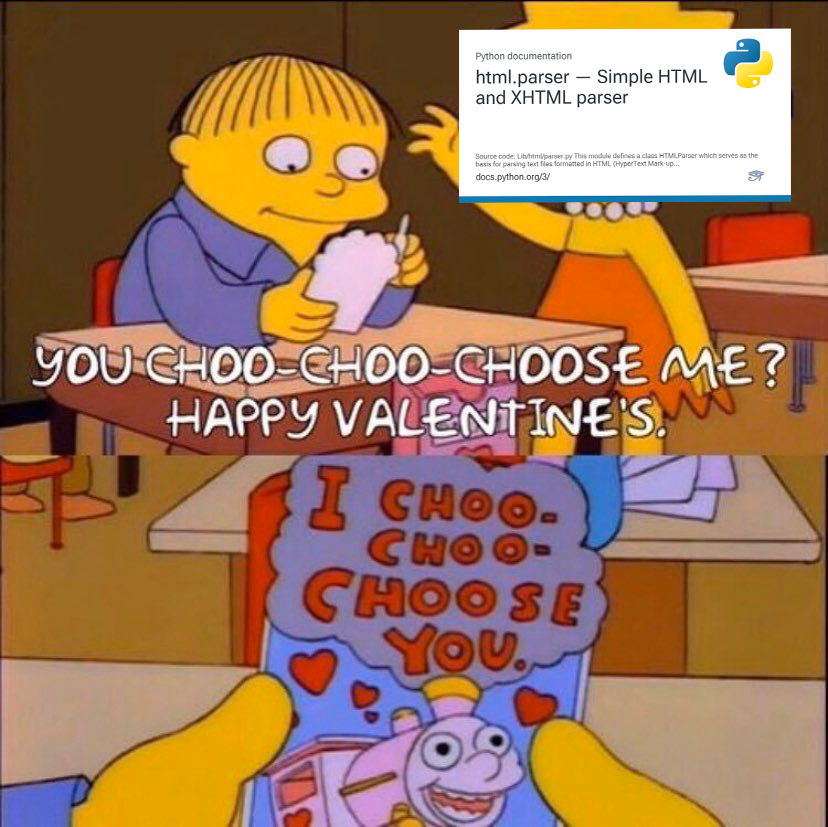 Python documentation
html.parser — Simple HTML
and XHTML parser
Source code: Lib/html/parser.py This module defines a class HTMLParser which serves as the
basis for parsing text files formatted in HTML (HyperText Mark-up...
docs.python.org/3/
YOU CHOO-CHOO-CHOOSE ME?
HAPPY VALENTINE'S.
I CHOO-
CHOO-
CHOOSE
YOU.